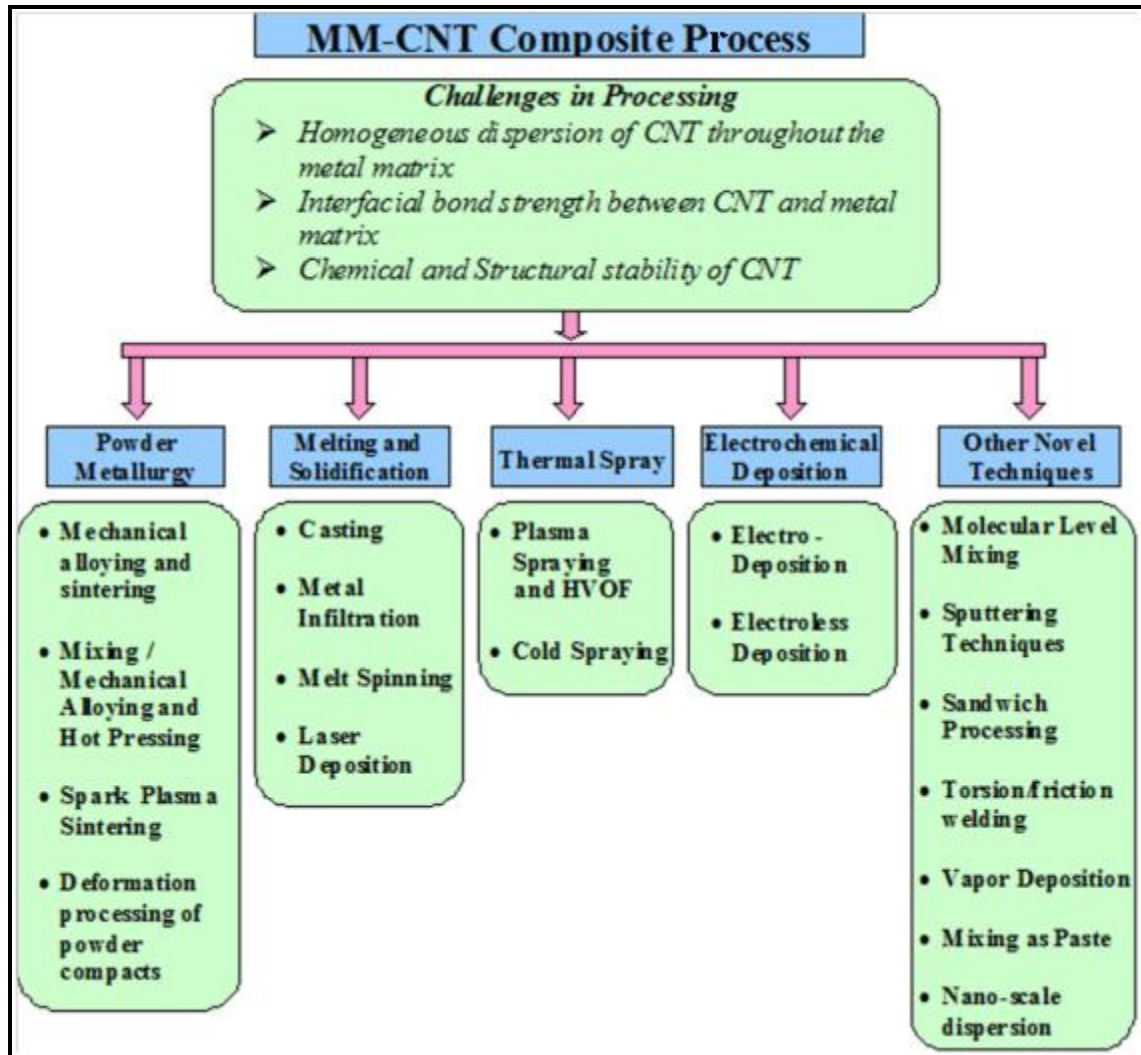 MM-CNT Composite Process
Challenges in Processing
➢ Homogeneous dispersion of CNT throughout the
metal matrix
➢ Interfacial bond strength between CNT and metal
matrix
➢ Chemical and Structural stability of CNT
Powder
Metallurgy
• Mechanical
alloying and
sintering
• Mixing /
Mechanical
Alloying and
Hot Pressing
• Spark Plasma
Sintering
• Deformation
processing of
powder
compacts
Melting and
Solidification
• Casting
• Metal
Infiltration
• Melt Spinning
• Laser
Deposition
Thermal Spray
• Plasma
Spraying
and HVOF
• Cold Spraying
Electrochemical
Deposition
• Electro-
Deposition
• Electroless
Deposition
Other Novel
Techniques
• Molecular Level
Mixing
• Sputtering
Techniques
• Sandwich
Processing
• Torsion/friction
welding
• Vapor Deposition
• Mixing as Paste
• Nano-scale
dispersion